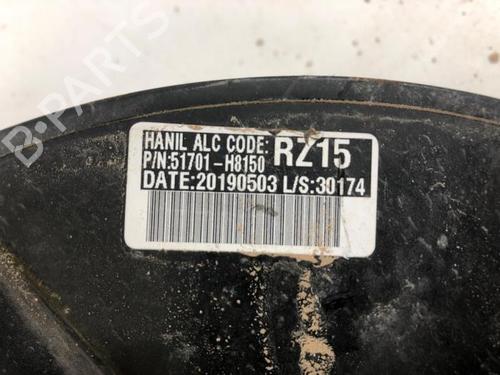 B-PARTS
HANIL ALC CODE: RZ15
P/N:51701-H8150
DATE:20190503 L/S:30174